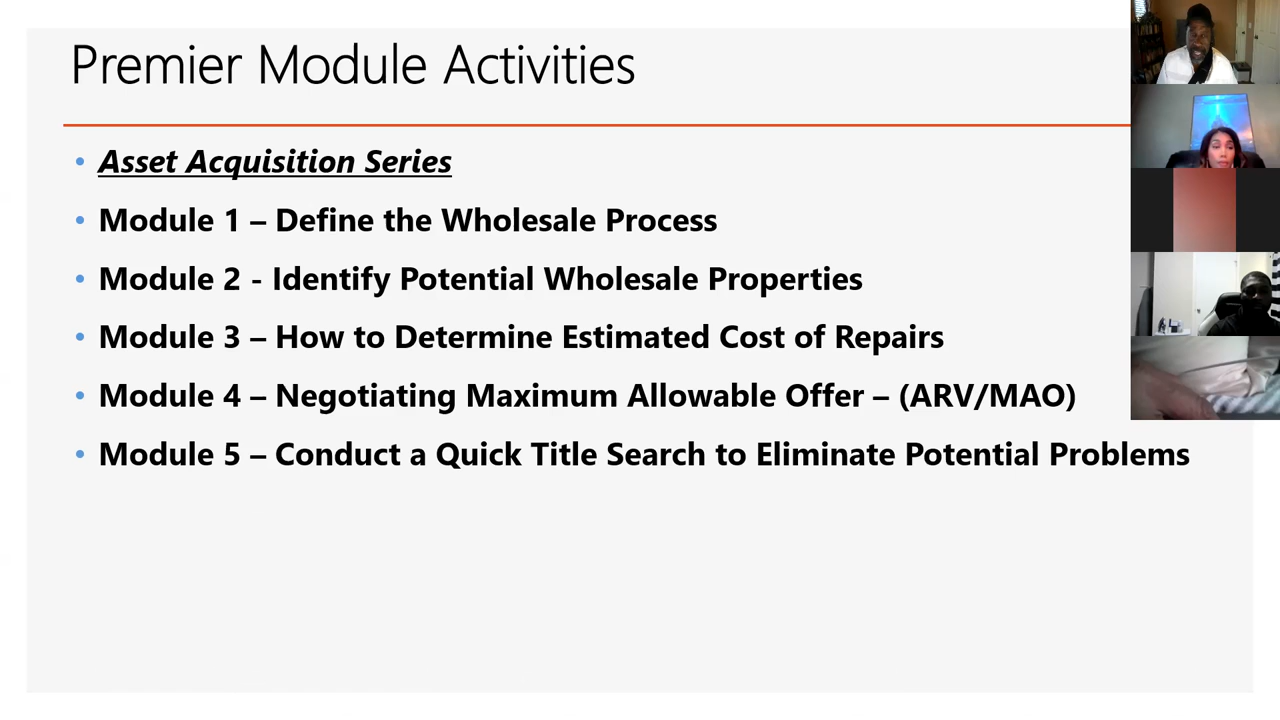 Premier Module Activities
• Asset Acquisition Series
• Module 1 – Define the Wholesale Process
• Module 2 - Identify Potential Wholesale Properties
• Module 3 – How to Determine Estimated Cost of Repairs
• Module 4 – Negotiating Maximum Allowable Offer – (ARV/MAO)
• Module 5 – Conduct a Quick Title Search to Eliminate Potential Problems